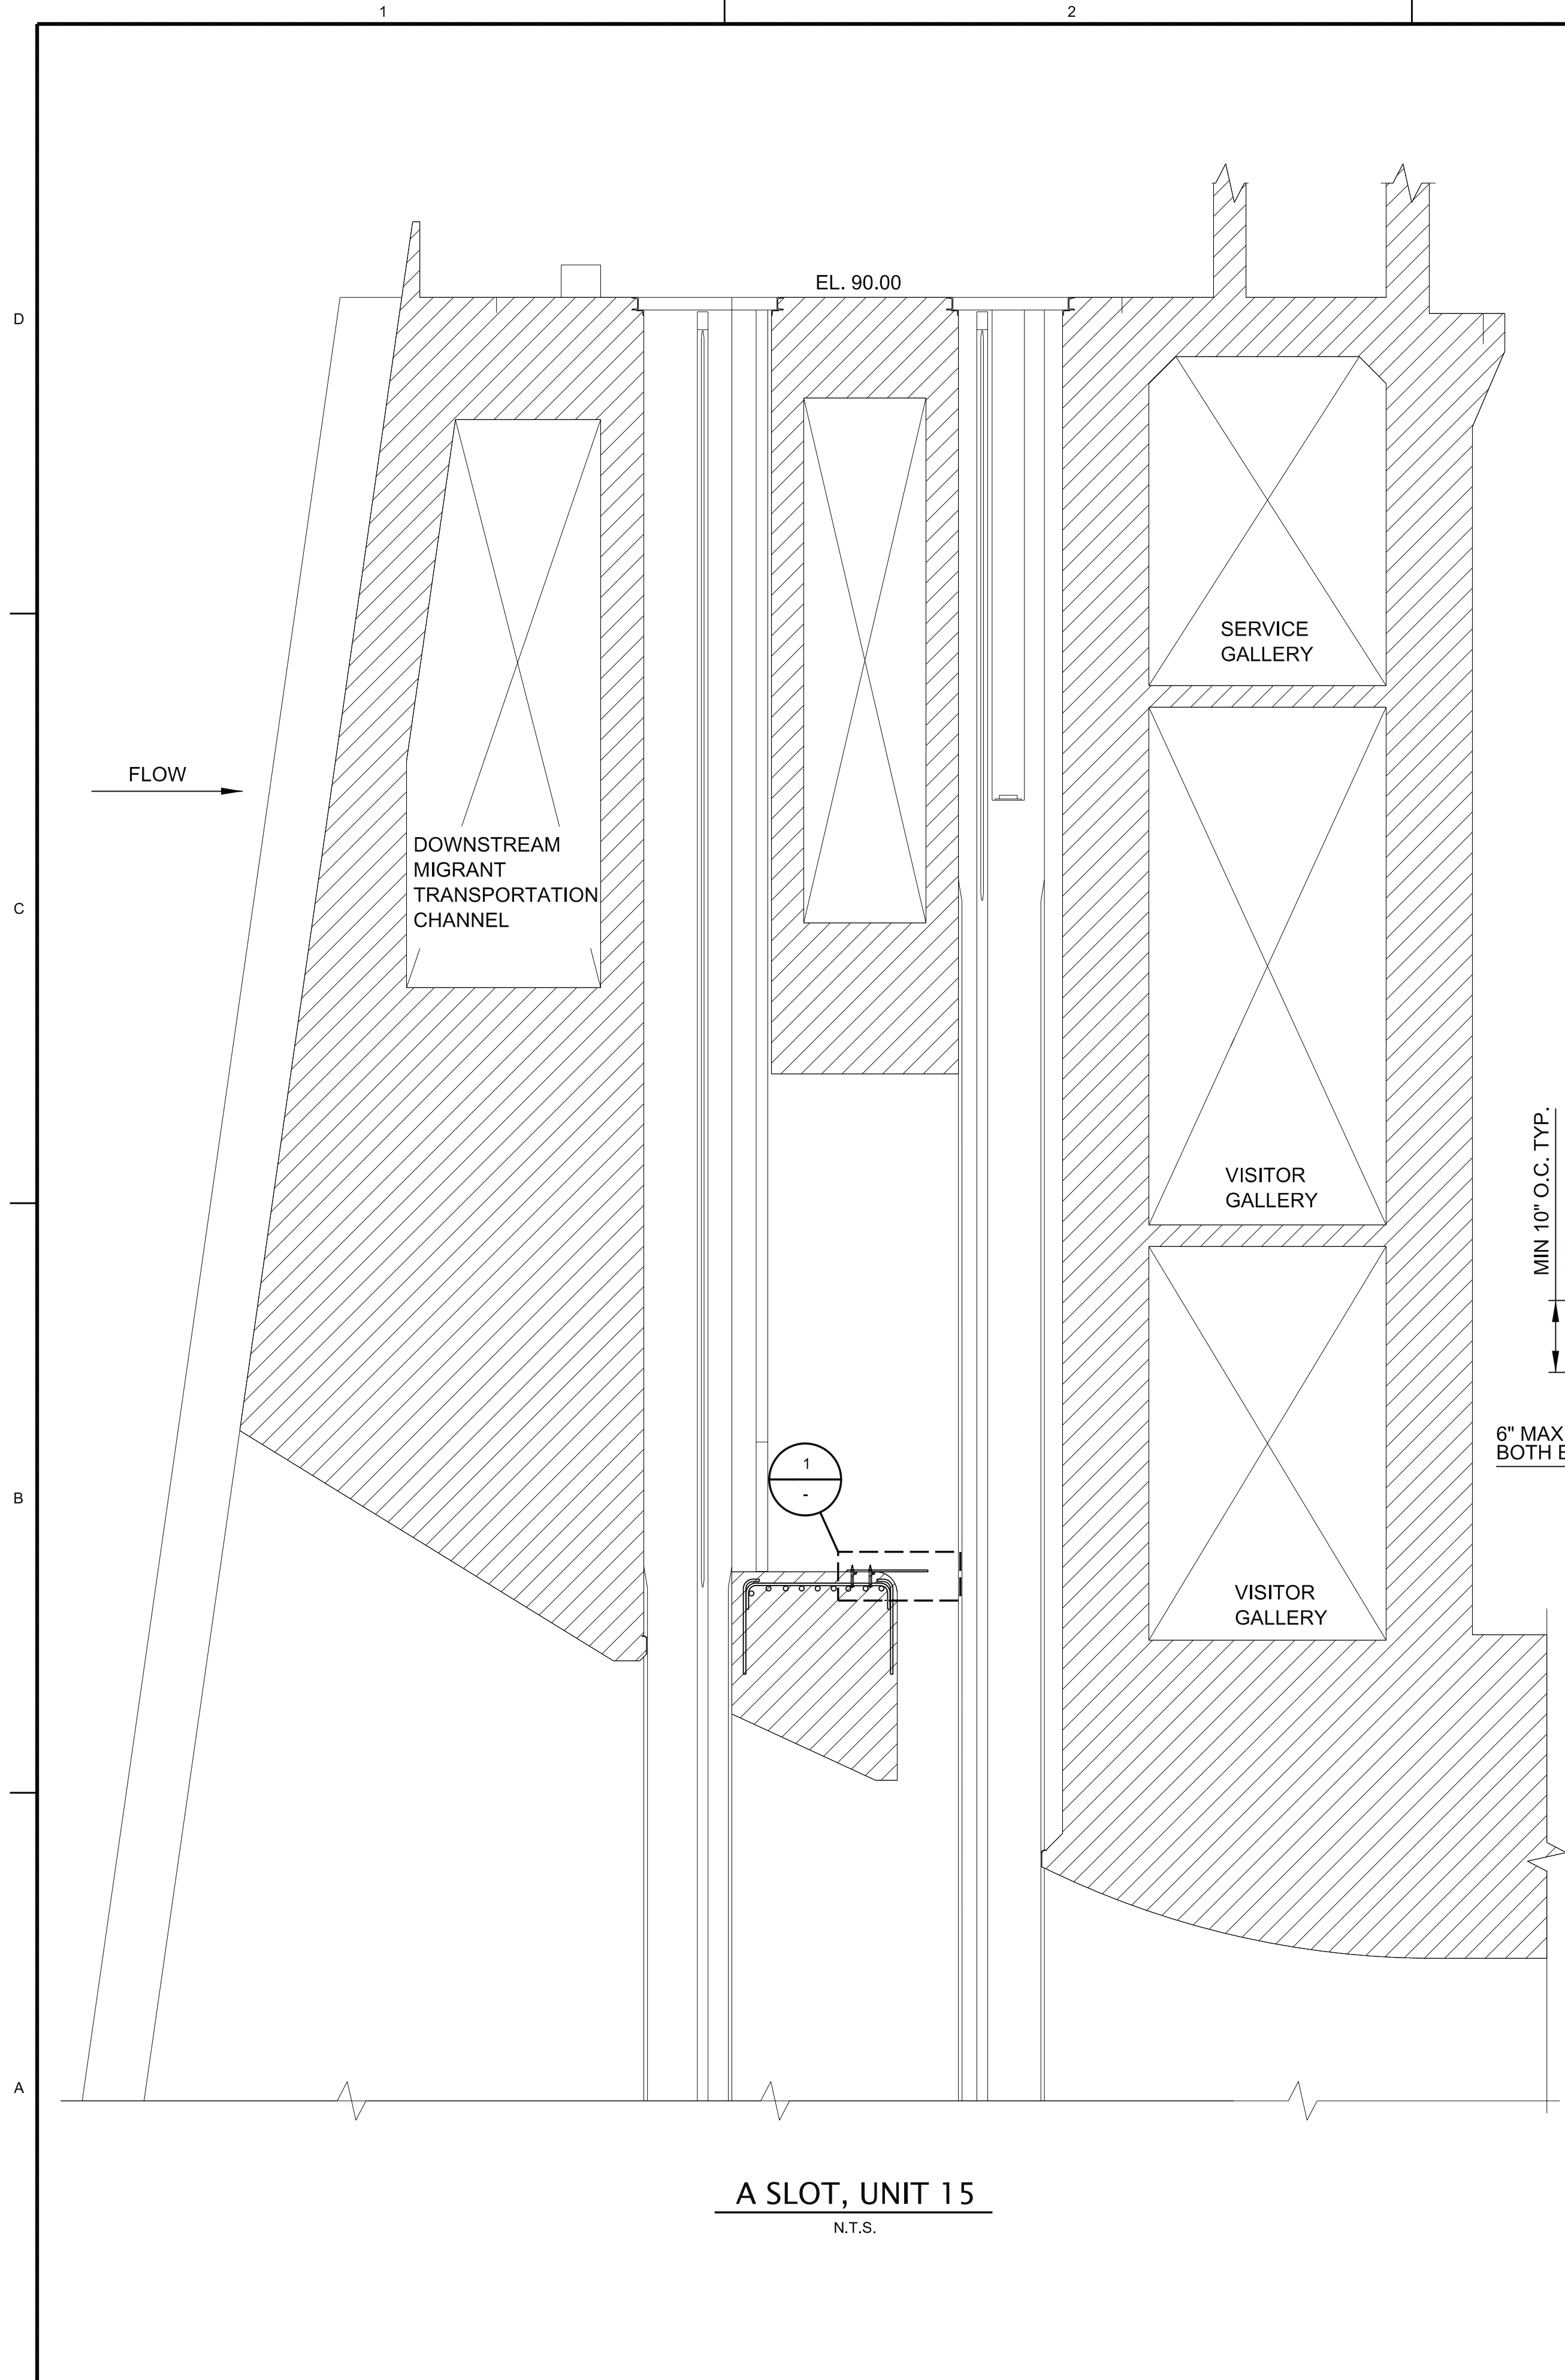 1
2
EL. 90.00
D
SERVICE
GALLERY
FLOW
DOWNSTREAM
MIGRANT
TRANSPORTATION
CHANNEL
C
MIN 10" O.C. TYP.
VISITOR
GALLERY
6" MAX
BOTH E
1
-
B
VISITOR
GALLERY
A
A SLOT, UNIT 15
N.T.S.